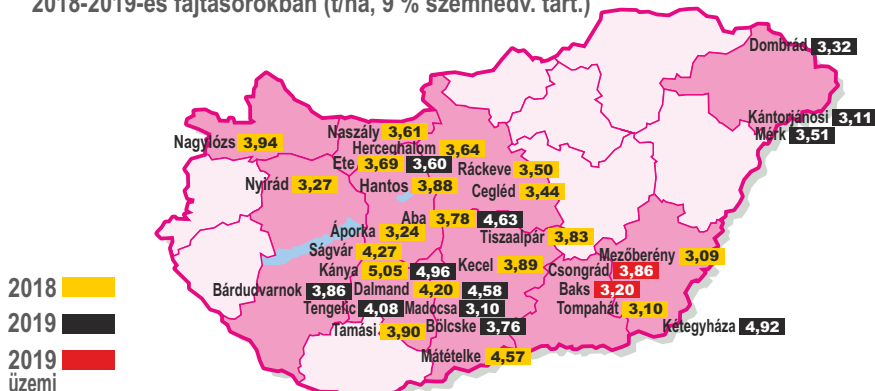 2018-2019-es fajtasorokban (t/ha, 9 % szemnedv. tart.)
Dombrád 3,32
Kántorjánosi 3,11
Mérk 3,51
Nagylózs 3,94
Naszály 3,61
Herceghalom 3,64
Ete 3,69 3,60
Ráckeve 3,50
Nyirád 3,27
Hantos 3,88
Cegléd 3,44
Aba 3,78 4,63
Áporka 3,24
Tiszaalpár 3,83
Ságvár 4,27
Mezőberény 3,09
Kánya 5,05 4,96
Kecel 3,89
Csongrád 3,86
Bárdudvarnok 3,86
Dalmand 4,20 4,58
Baks 3,20
Tengelic 4,08
Madocsa 3,10
Tompahát 3,10
Tamási 3,90
Bölcske 3,76
Kétegyháza 4,92
Mátételke 4,57
2018
2019
2019
üzemi